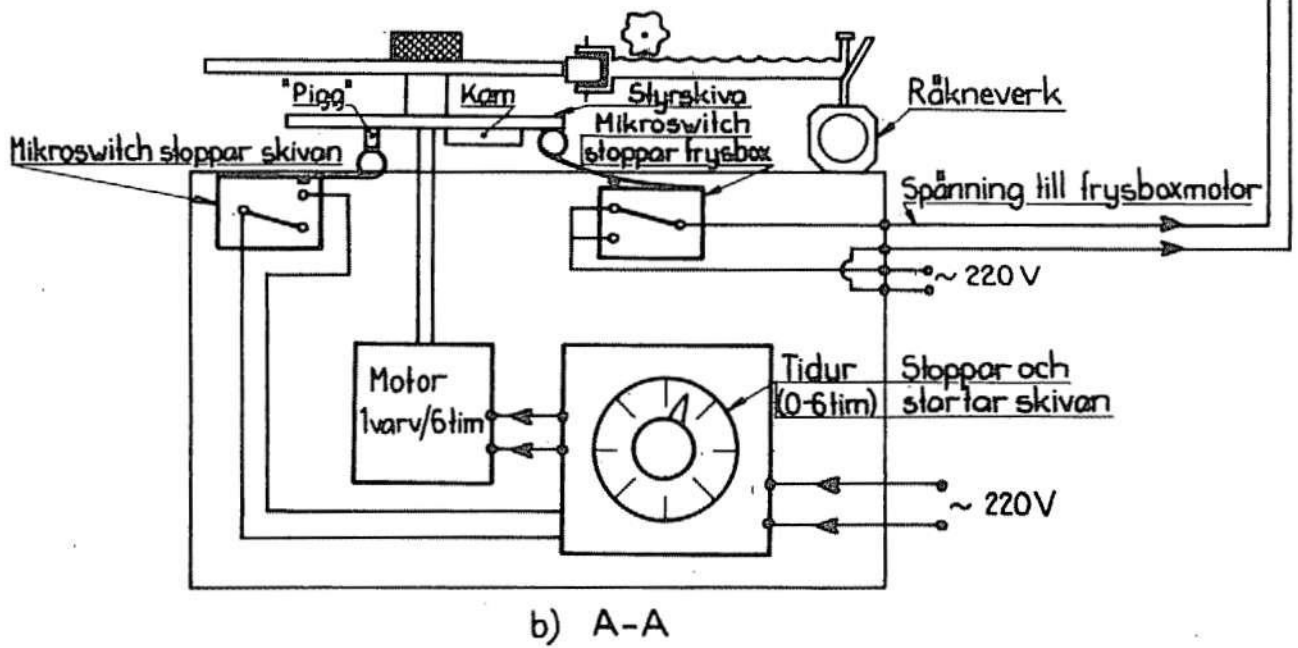 "Pigg"
Kam
Styrskiva
Räkneverk
Mikroswitch
stoppar frysbox
Mikroswitch stoppar skivan
Spänning till frysboxmotor
~ 220 V
Motor
1varv/6tim
Tidur Stoppar och
(0-6tim) startar skivan
~ 220V
b) A-A